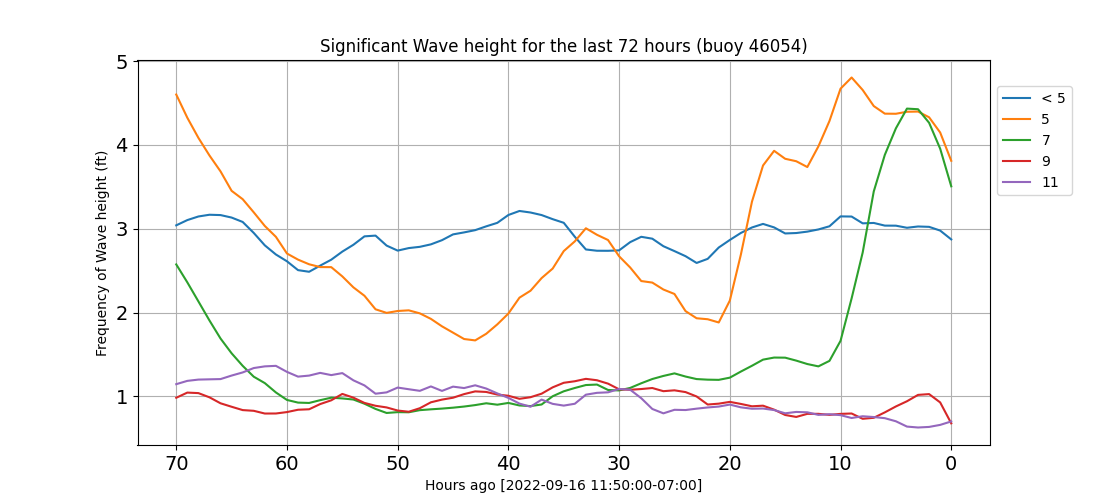 Significant Wave height for the last 72 hours (buoy 46054)
Frequency of Wave height (ft)
5
4
3
2
1
70 60 50 40 30 20 10 0
Hours ago [2022-09-16 11:50:00-07:00]
< 5
5
7
9
11